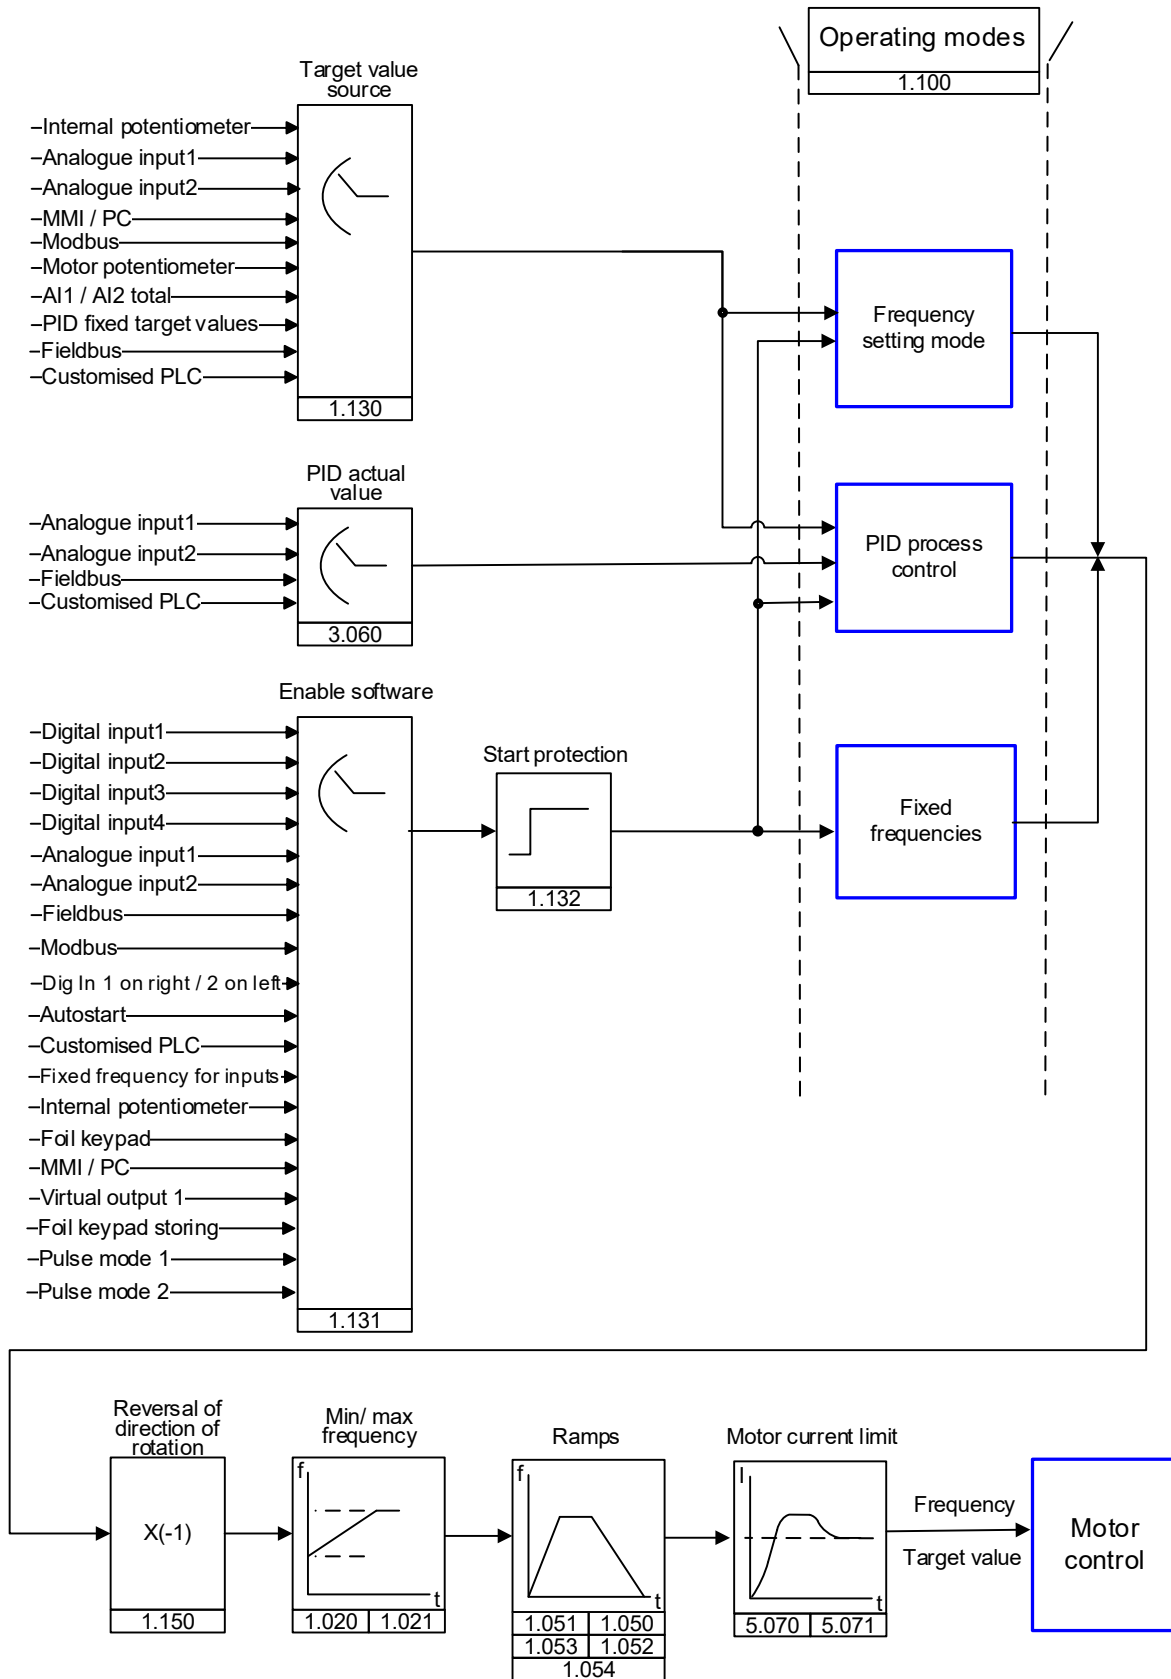 Operating modes
1.100
Target value
source
Internal potentiometer
Analogue input1
Analogue input2
MMI / PC
Modbus
Motor potentiometer
AI1 / AI2 total
PID fixed target values
Fieldbus
Customised PLC
1.130
Frequency
setting mode
PID actual
value
Analogue input1
Analogue input2
Fieldbus
Customised PLC
3.060
PID process
control
Enable software
Digital input1
Digital input2
Digital input3
Digital input4
Analogue input1
Analogue input2
Fieldbus
Modbus
Dig In 1 on right / 2 on left
Autostart
Customised PLC
Fixed frequency for inputs
Internal potentiometer
Foil keypad
MMI / PC
Virtual output 1
Foil keypad storing
Pulse mode 1
Pulse mode 2
1.131
Start protection
1.132
Fixed
frequencies
Reversal of
direction of
rotation
X(-1)
1.150
Min/ max
frequency
f
t
1.020 1.021
Ramps
f
t
1.051 1.050
1.053 1.052
1.054
Motor current limit
I
t
5.070 5.071
Frequency
Target value
Motor
control